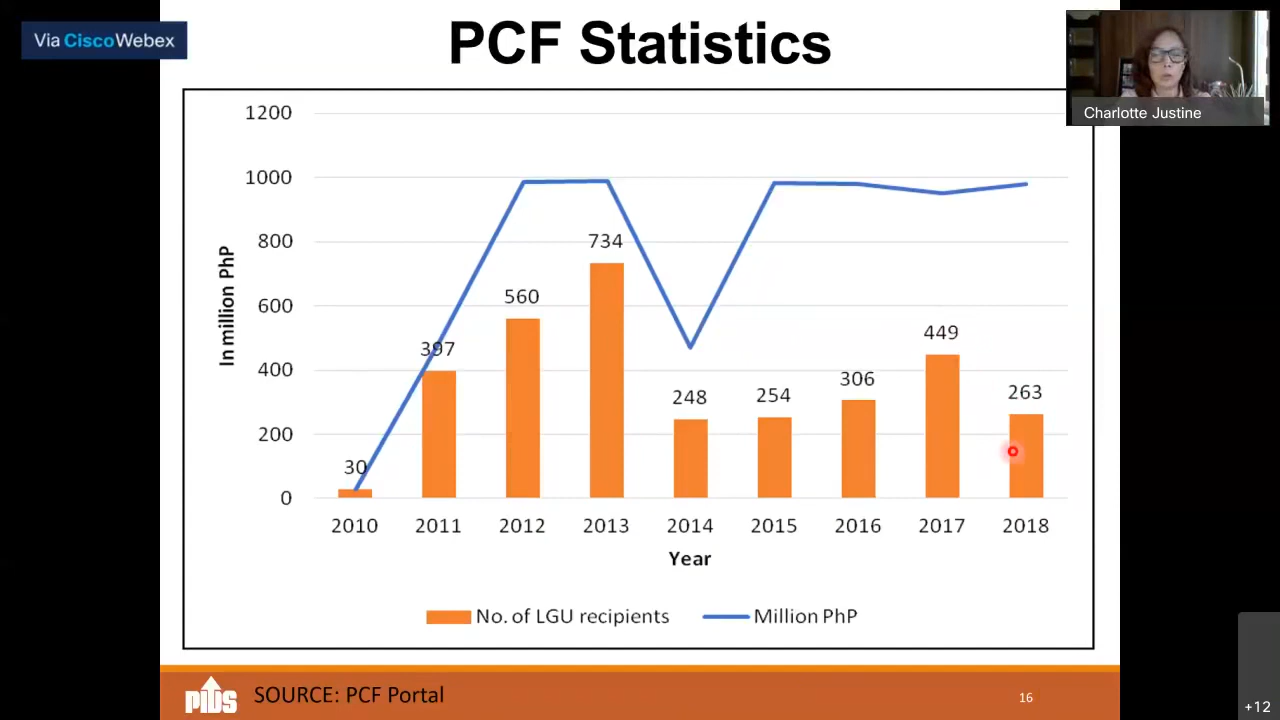 Via CiscoWebex
PCF Statistics
Charlotte Justine
1200
1000
800
600
400
200
0
In million PhP
30
397
560
734
248
254
306
449
263
2010 2011 2012 2013 2014 2015 2016 2017 2018
Year
No. of LGU recipients Million PhP
PIDS
SOURCE: PCF Portal
16
+12